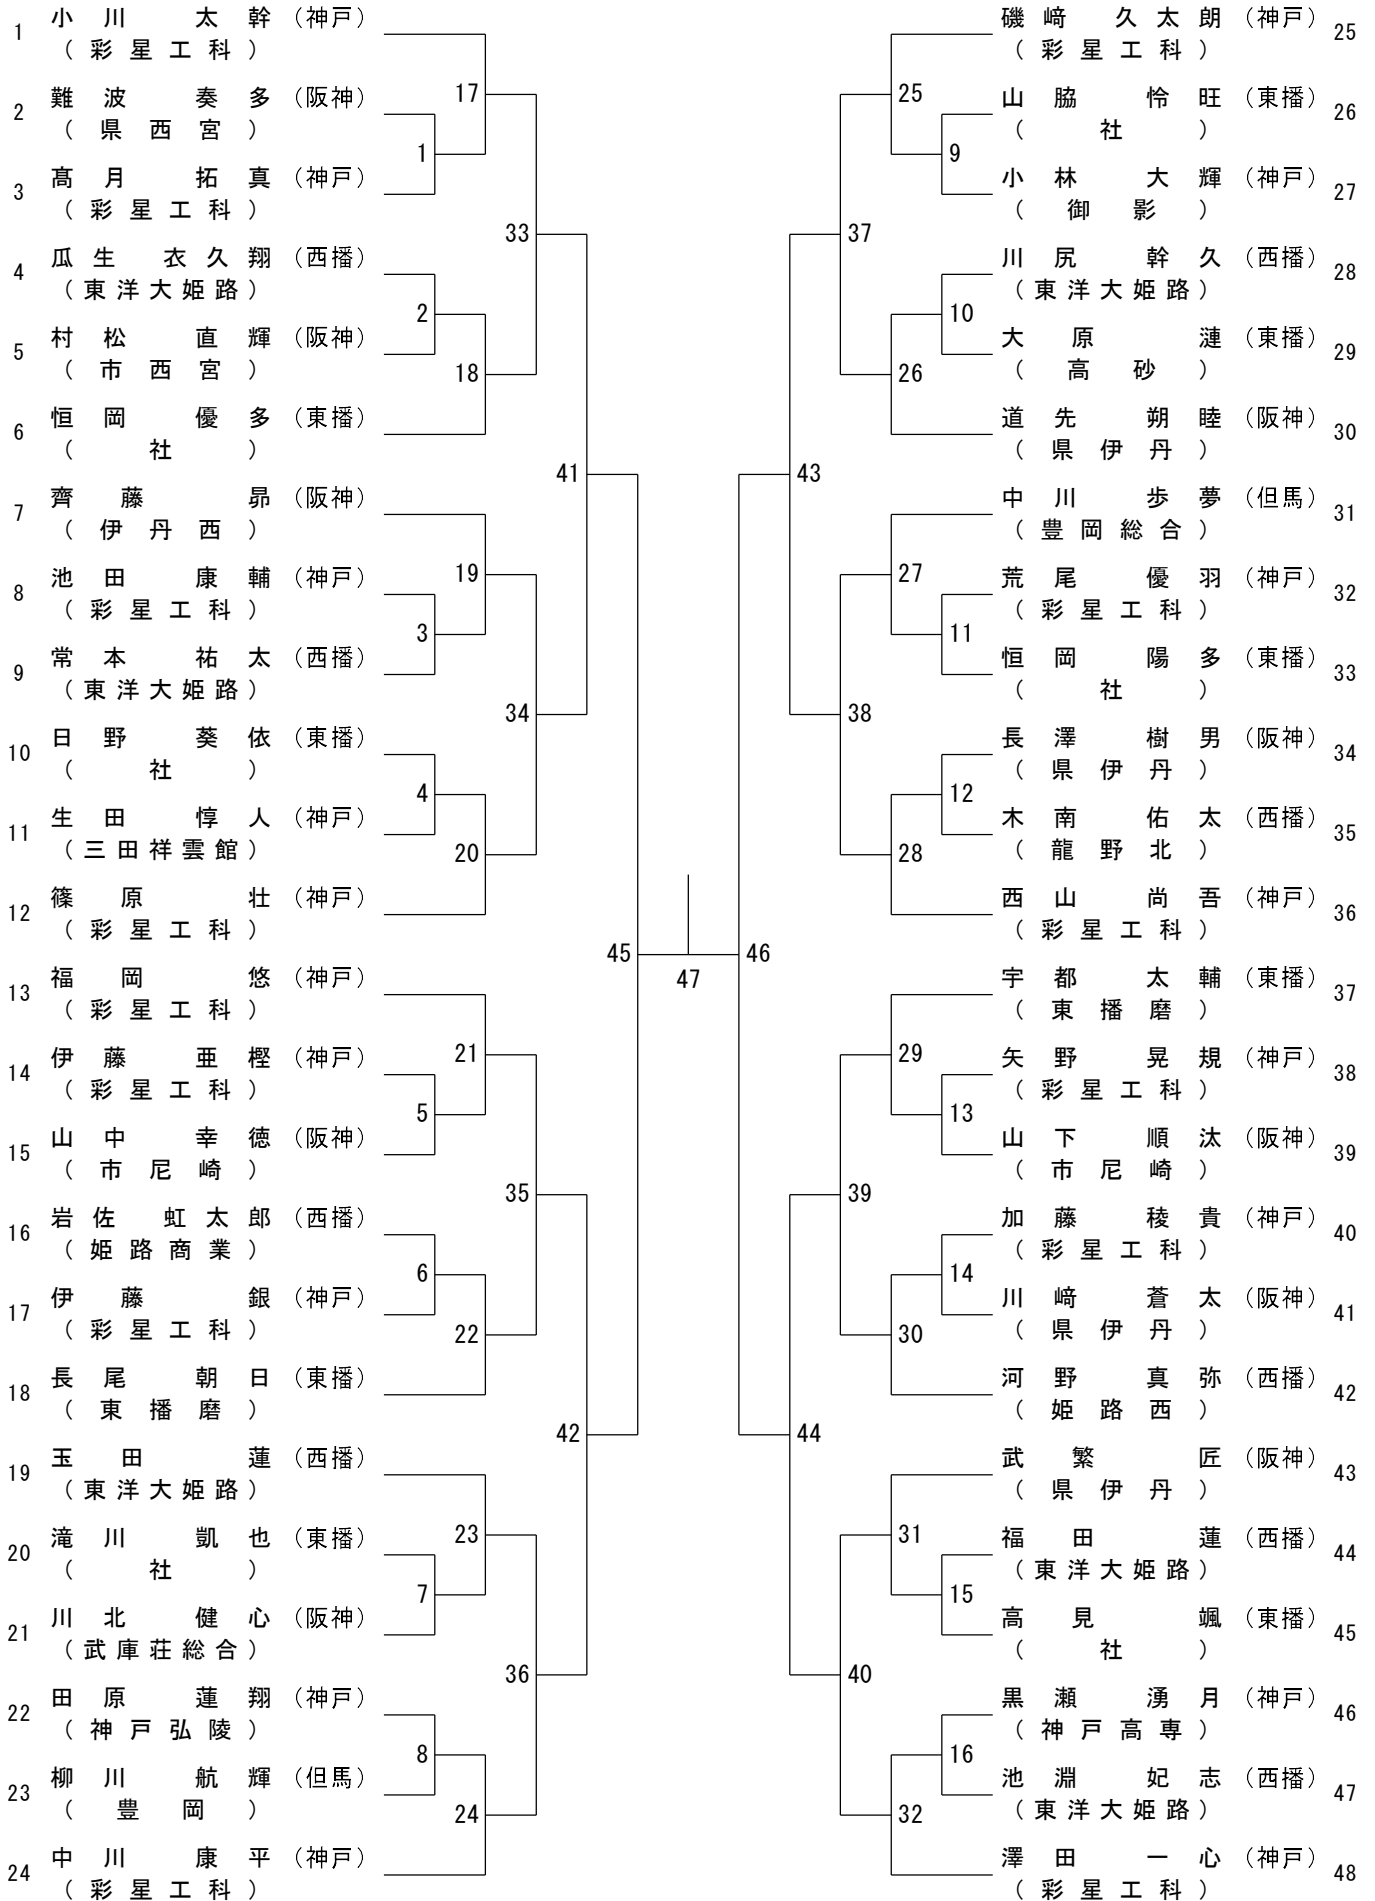 1 小川 太幹 (神戸)
(彩星工科)
2 難波 奏多 (阪神)
(県西宮)
3 髙月 拓真 (神戸)
(彩星工科)
4 瓜生 衣久翔 (西播)
(東洋大姫路)
5 村松 直輝 (阪神)
(市西宮)
6 恒岡 優多 (東播)
(社)
7 齊藤 昴 (阪神)
(伊丹西)
8 池田 康輔 (神戸)
(彩星工科)
9 常本 祐太 (西播)
(東洋大姫路)
10 日野 葵依 (東播)
(社)
11 生田 惇人 (神戸)
(三田祥雲館)
12 篠原 壮 (神戸)
(彩星工科)
13 福岡 悠 (神戸)
(彩星工科)
14 伊藤 亜樫 (神戸)
(彩星工科)
15 山中 幸徳 (阪神)
(市尼崎)
16 岩佐 虹太郎 (西播)
(姫路商業)
17 伊藤 銀 (神戸)
(彩星工科)
18 長尾 朝日 (東播)
(東播磨)
19 玉田 蓮 (西播)
(東洋大姫路)
20 滝川 凱也 (東播)
(社)
21 川北 健心 (阪神)
(武庫荘総合)
22 田原 蓮翔 (神戸)
(神戸弘陵)
23 柳川 航輝 (但馬)
(豊岡)
24 中川 康平 (神戸)
(彩星工科)
17
1
33
2
18
41
19
3
34
4
20
45
21
5
35
6
22
42
23
7
36
8
24
47
46
25
9
37
10
26
43
27
11
38
12
28
29
13
39
14
30
44
31
15
40
16
32
磯﨑 久太朗 (神戸) 25
(彩星工科)
山脇 怜旺 (東播) 26
(社)
小林 大輝 (神戸) 27
(御影)
川尻 幹久 (西播) 28
(東洋大姫路)
大原 漣 (東播) 29
(高砂)
道先 朔睦 (阪神) 30
(県伊丹)
中川 歩夢 (但馬) 31
(豊岡総合)
荒尾 優羽 (神戸) 32
(彩星工科)
恒岡 陽多 (東播) 33
(社)
長澤 樹男 (阪神) 34
(県伊丹)
木南 佑太 (西播) 35
(龍野北)
西山 尚吾 (神戸) 36
(彩星工科)
宇都 太輔 (東播) 37
(東播磨)
矢野 晃規 (神戸) 38
(彩星工科)
山下 順汰 (阪神) 39
(市尼崎)
加藤 稜貴 (神戸) 40
(彩星工科)
川﨑 蒼太 (阪神) 41
(県伊丹)
河野 真弥 (西播) 42
(姫路西)
武繁 匠 (阪神) 43
(県伊丹)
福田 蓮 (西播) 44
(東洋大姫路)
高見 颯 (東播) 45
(社)
黒瀬 湧月 (神戸) 46
(神戸高専)
池淵 妃志 (西播) 47
(東洋大姫路)
澤田 一心 (神戸) 48
(彩星工科)